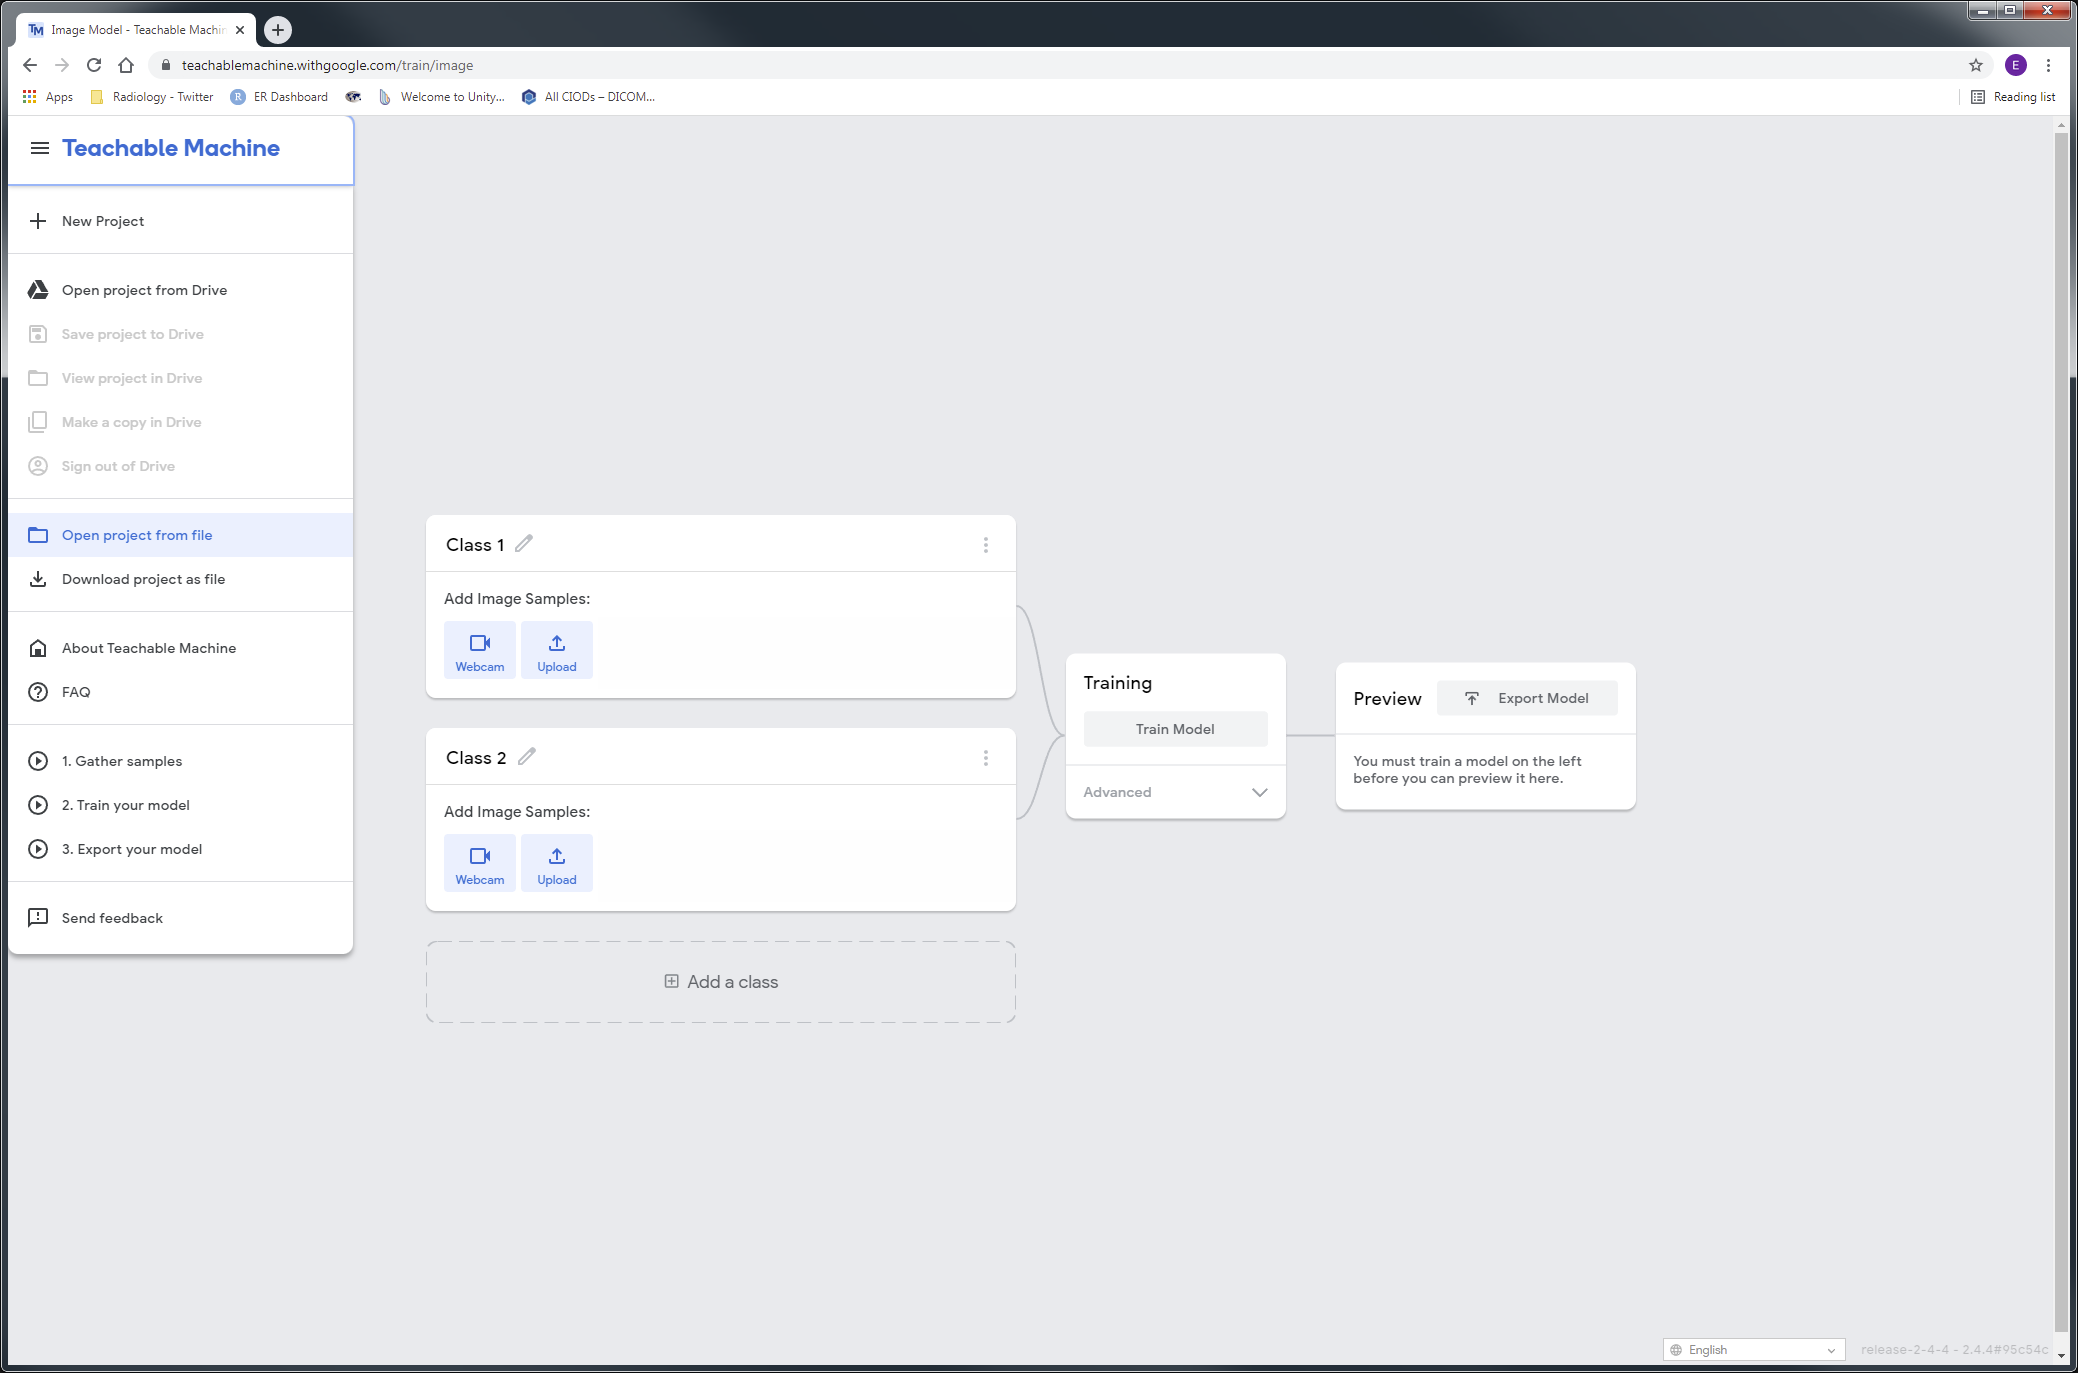 TM Image Model - Teachable Machin
teachablemachine.withgoogle.com/train/image
E
Apps Radiology - Twitter R ER Dashboard Welcome to Unity... All CIODs – DICOM... Reading list
Teachable Machine
New Project
Open project from Drive
Save project to Drive
View project in Drive
Make a copy in Drive
Sign out of Drive
Open project from file
Download project as file
About Teachable Machine
FAQ
1. Gather samples
2. Train your model
3. Export your model
Send feedback
Class 1
Add Image Samples:
Webcam Upload
Class 2
Add Image Samples:
Webcam Upload
Add a class
Training
Train Model
Advanced
Preview Export Model
You must train a model on the left
before you can preview it here.
English release-2-4-4 - 2.4.4#95c54c